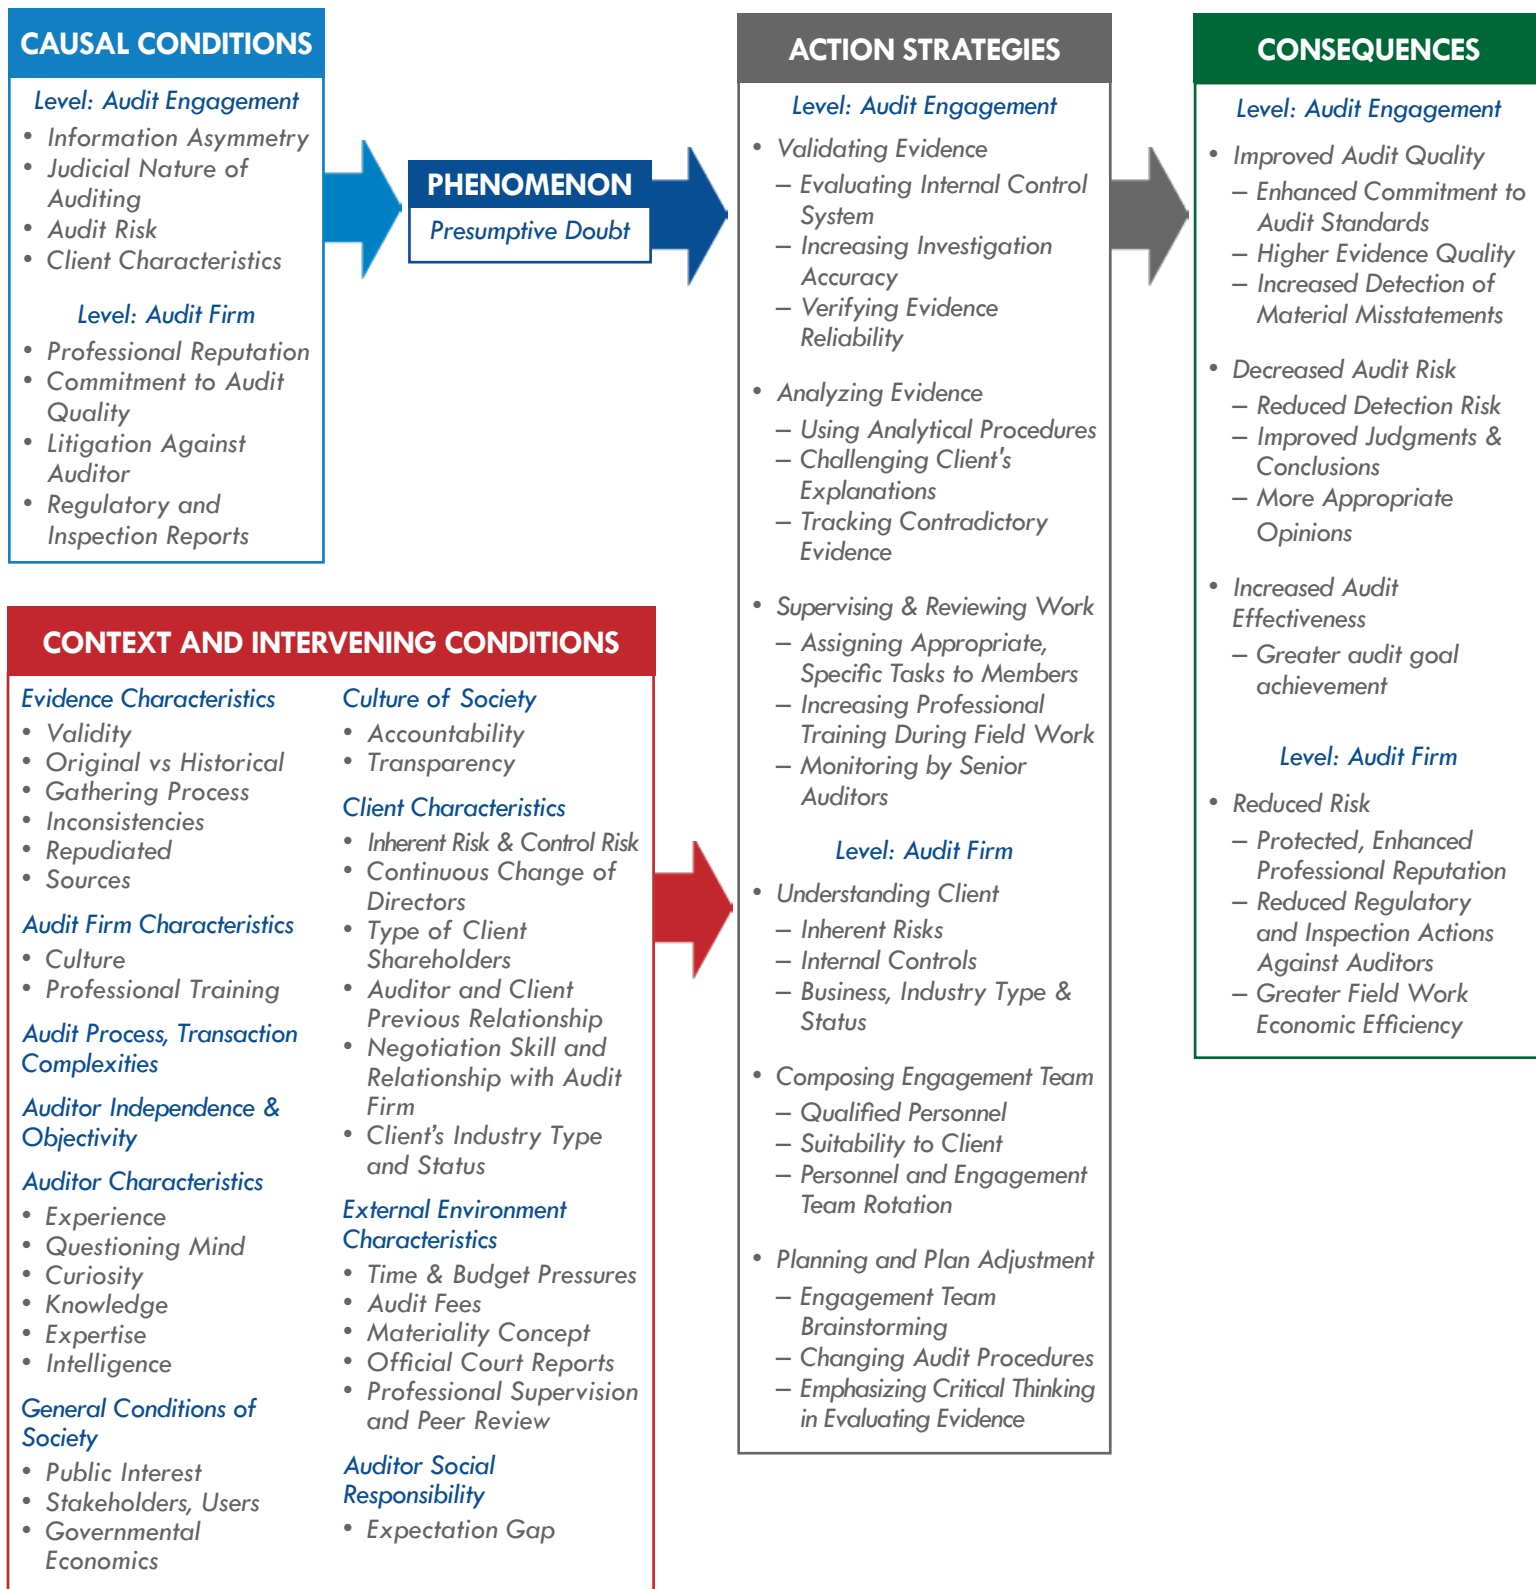 CAUSAL CONDITIONS
Level: Audit Engagement
• Information Asymmetry
• Judicial Nature of
Auditing
• Audit Risk
• Client Characteristics
Level: Audit Firm
• Professional Reputation
• Commitment to Audit
Quality
• Litigation Against
Auditor
• Regulatory and
Inspection Reports
PHENOMENON
Presumptive Doubt
CONTEXT AND INTERVENING CONDITIONS
Evidence Characteristics
• Validity
• Original vs Historical
• Gathering Process
• Inconsistencies
• Repudiated
• Sources
Audit Firm Characteristics
• Culture
• Professional Training
Audit Process, Transaction
Complexities
Auditor Independence &
Objectivity
Auditor Characteristics
• Experience
• Questioning Mind
• Curiosity
• Knowledge
• Expertise
• Intelligence
General Conditions of
Society
• Public Interest
• Stakeholders, Users
• Governmental
Economics
Culture of Society
• Accountability
• Transparency
Client Characteristics
• Inherent Risk & Control Risk
• Continuous Change of
Directors
• Type of Client
Shareholders
• Auditor and Client
Previous Relationship
• Negotiation Skill and
Relationship with Audit
Firm
• Client's Industry Type
and Status
External Environment
Characteristics
• Time & Budget Pressures
• Audit Fees
• Materiality Concept
• Official Court Reports
• Professional Supervision
and Peer Review
Auditor Social
Responsibility
• Expectation Gap
ACTION STRATEGIES
Level: Audit Engagement
• Validating Evidence
– Evaluating Internal Control
System
– Increasing Investigation
Accuracy
– Verifying Evidence
Reliability
• Analyzing Evidence
– Using Analytical Procedures
– Challenging Client's
Explanations
– Tracking Contradictory
Evidence
• Supervising & Reviewing Work
– Assigning Appropriate,
Specific Tasks to Members
– Increasing Professional
Training During Field Work
– Monitoring by Senior
Auditors
Level: Audit Firm
• Understanding Client
– Inherent Risks
– Internal Controls
– Business, Industry Type &
Status
• Composing Engagement Team
– Qualified Personnel
– Suitability to Client
– Personnel and Engagement
Team Rotation
• Planning and Plan Adjustment
– Engagement Team
Brainstorming
– Changing Audit Procedures
– Emphasizing Critical Thinking
in Evaluating Evidence
CONSEQUENCES
Level: Audit Engagement
• Improved Audit Quality
– Enhanced Commitment to
Audit Standards
– Higher Evidence Quality
– Increased Detection of
Material Misstatements
• Decreased Audit Risk
– Reduced Detection Risk
– Improved Judgments &
Conclusions
– More Appropriate
Opinions
• Increased Audit
Effectiveness
– Greater audit goal
achievement
Level: Audit Firm
• Reduced Risk
– Protected, Enhanced
Professional Reputation
– Reduced Regulatory
and Inspection Actions
Against Auditors
– Greater Field Work
Economic Efficiency